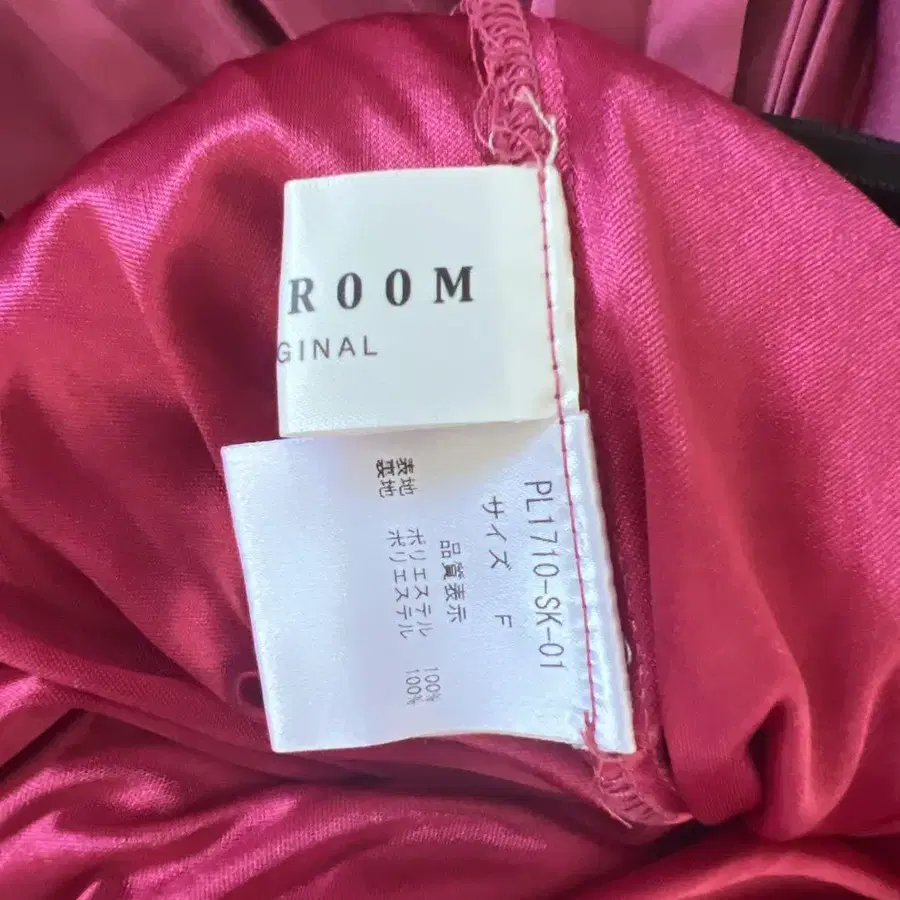 ROOM
GINAL
PL1710-SK-01
サイズ F
品質表示
表地 ポリエステル 100%
裏地 ポリエステル 100%